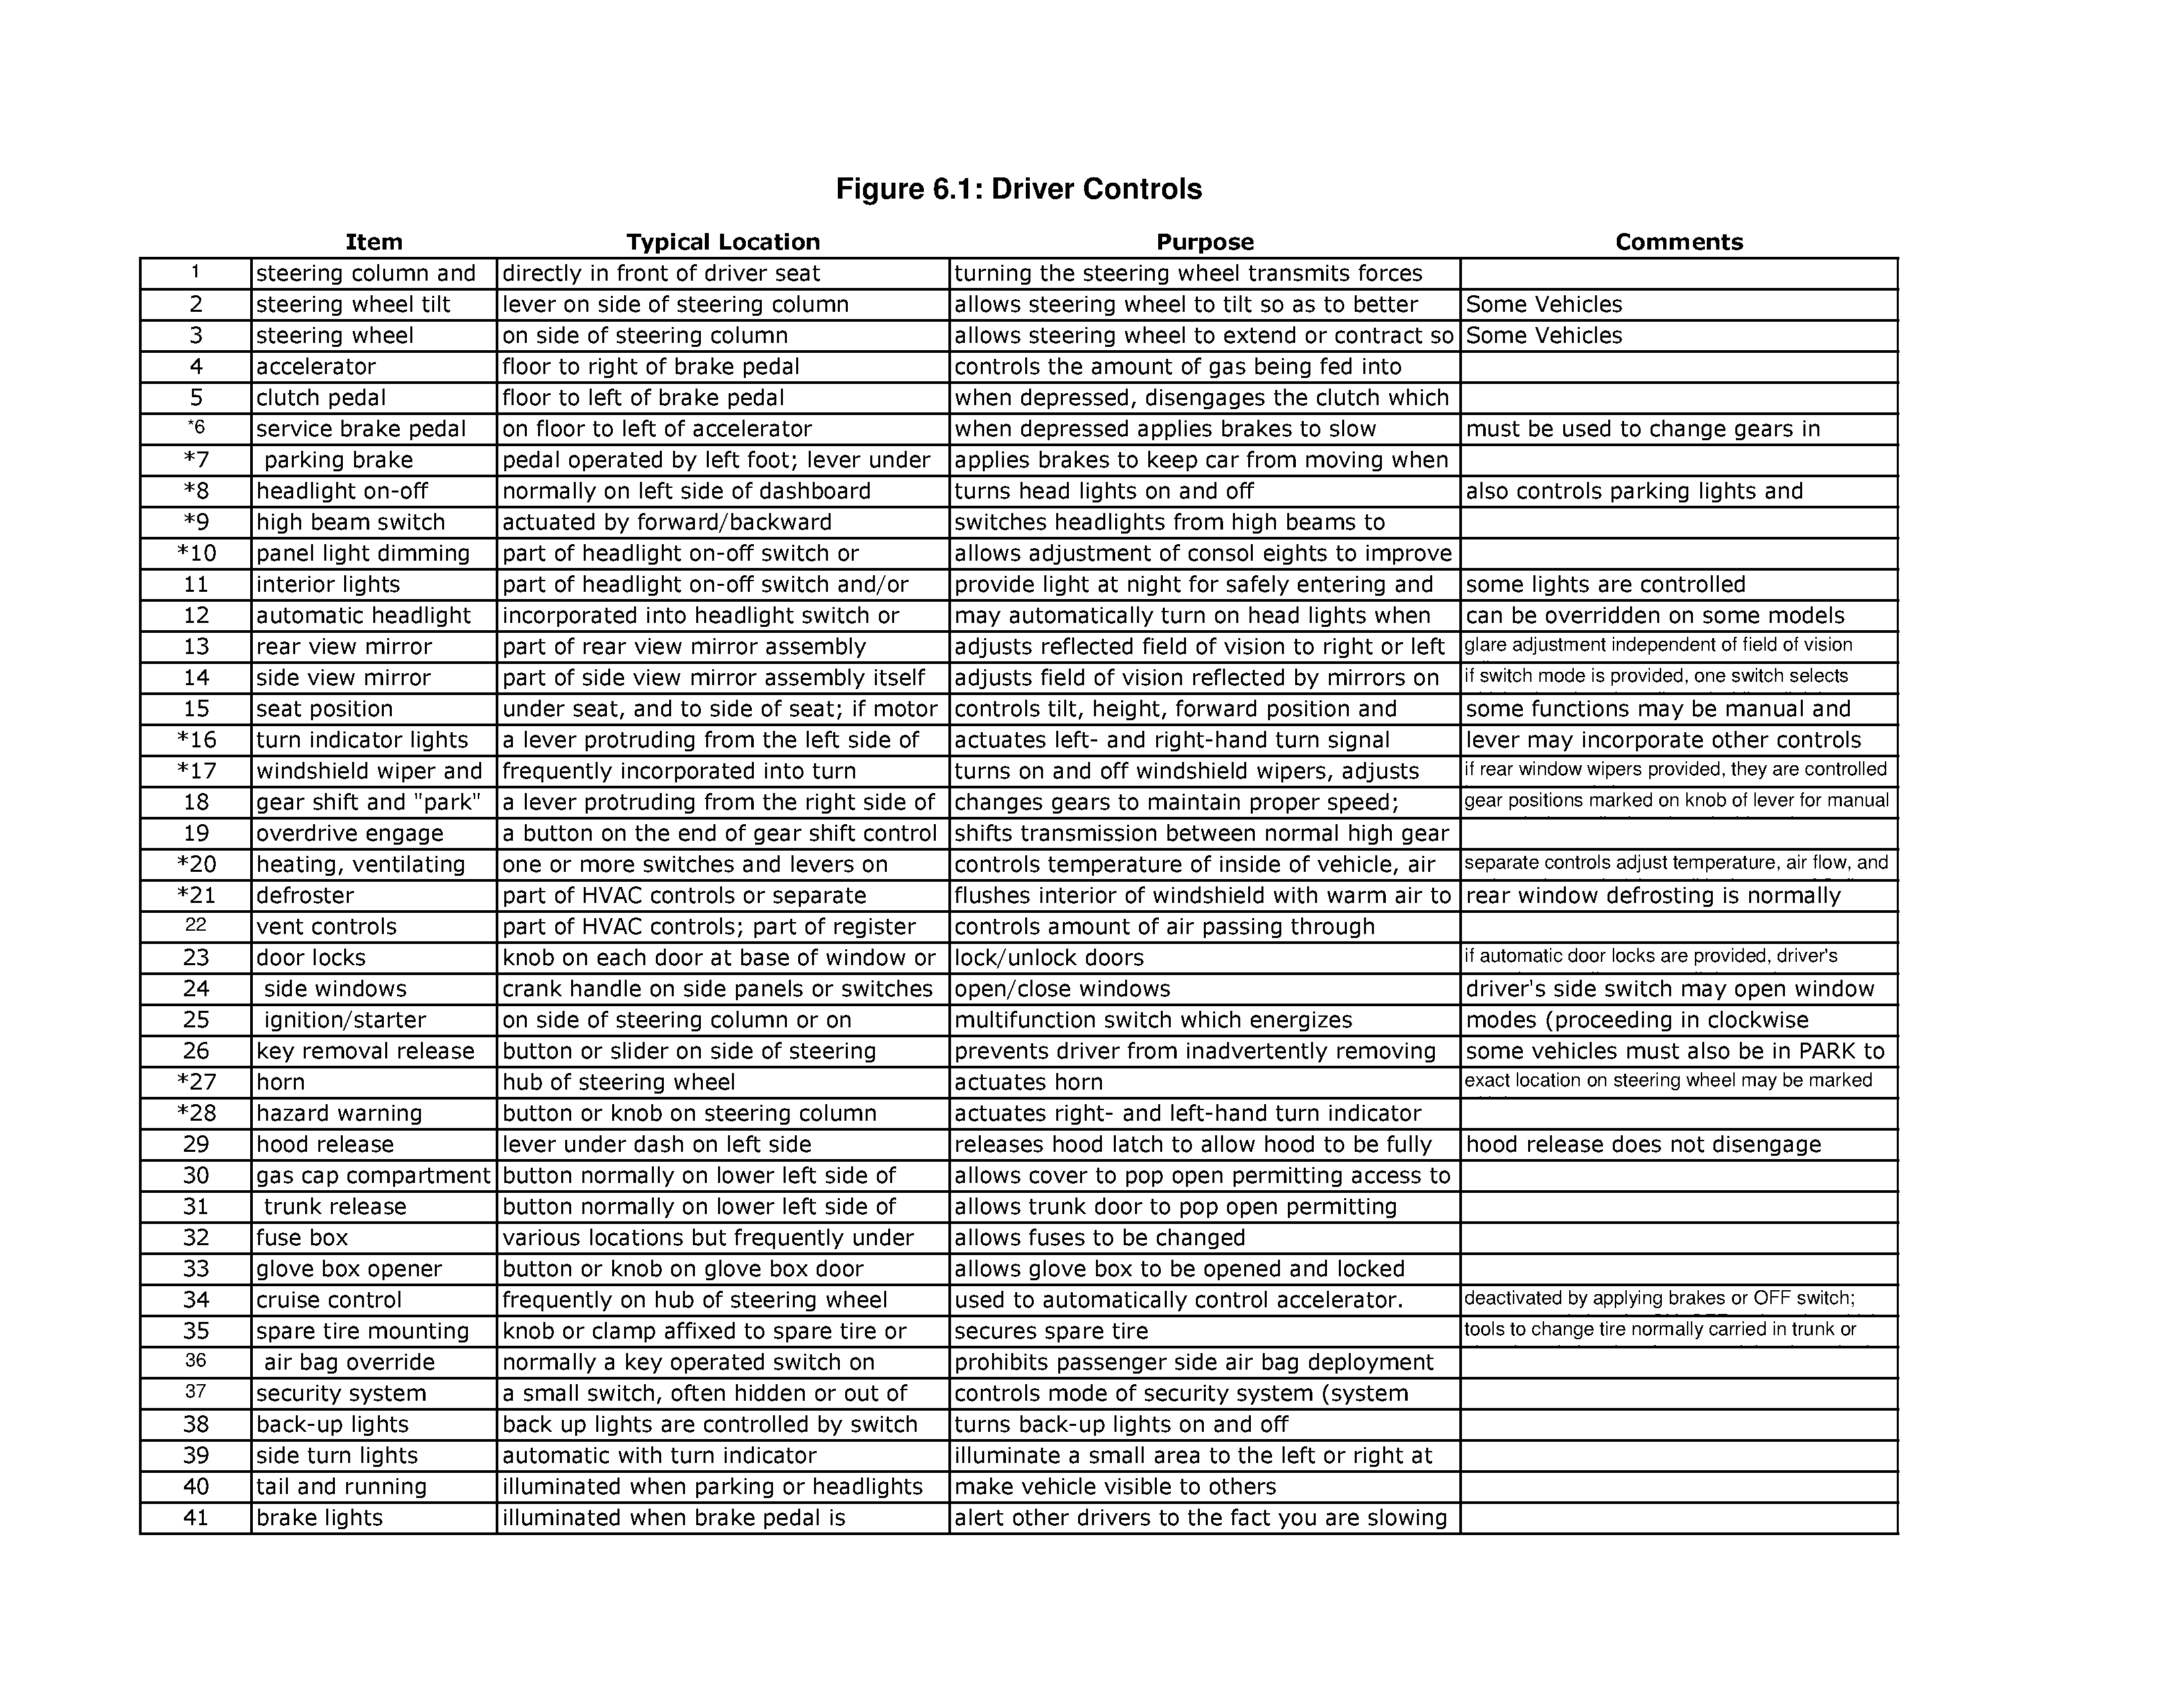 Figure 6.1: Driver Controls
Item Typical Location Purpose Comments
1 steering column and directly in front of driver seat turning the steering wheel transmits forces
2 steering wheel tilt lever on side of steering column allows steering wheel to tilt so as to better Some Vehicles
3 steering wheel on side of steering column allows steering wheel to extend or contract so Some Vehicles
4 accelerator floor to right of brake pedal controls the amount of gas being fed into
5 clutch pedal floor to left of brake pedal when depressed, disengages the clutch which
*6 service brake pedal on floor to left of accelerator when depressed applies brakes to slow must be used to change gears in
*7 parking brake pedal operated by left foot; lever under applies brakes to keep car from moving when
*8 headlight on-off normally on left side of dashboard turns head lights on and off also controls parking lights and
*9 high beam switch actuated by forward/backward switches headlights from high beams to
*10 panel light dimming part of headlight on-off switch or allows adjustment of consol eights to improve
11 interior lights part of headlight on-off switch and/or provide light at night for safely entering and some lights are controlled
12 automatic headlight incorporated into headlight switch or may automatically turn on head lights when can be overridden on some models
13 rear view mirror part of rear view mirror assembly adjusts reflected field of vision to right or left glare adjustment independent of field of vision
14 side view mirror part of side view mirror assembly itself adjusts field of vision reflected by mirrors on if switch mode is provided, one switch selects
15 seat position under seat, and to side of seat; if motor controls tilt, height, forward position and some functions may be manual and
*16 turn indicator lights a lever protruding from the left side of actuates left- and right-hand turn signal lever may incorporate other controls
*17 windshield wiper and frequently incorporated into turn turns on and off windshield wipers, adjusts if rear window wipers provided, they are controlled
18 gear shift and "park" a lever protruding from the right side of changes gears to maintain proper speed; gear positions marked on knob of lever for manual
19 overdrive engage a button on the end of gear shift control shifts transmission between normal high gear
*20 heating, ventilating one or more switches and levers on controls temperature of inside of vehicle, air separate controls adjust temperature, air flow, and
*21 defroster part of HVAC controls or separate flushes interior of windshield with warm air to rear window defrosting is normally
22 vent controls part of HVAC controls; part of register controls amount of air passing through
23 door locks knob on each door at base of window or lock/unlock doors if automatic door locks are provided, driver's
24 side windows crank handle on side panels or switches open/close windows driver's side switch may open window
25 ignition/starter on side of steering column or on multifunction switch which energizes modes (proceeding in clockwise
26 key removal release button or slider on side of steering prevents driver from inadvertently removing some vehicles must also be in PARK to
*27 horn hub of steering wheel actuates horn exact location on steering wheel may be marked
*28 hazard warning button or knob on steering column actuates right- and left-hand turn indicator
29 hood release lever under dash on left side releases hood latch to allow hood to be fully hood release does not disengage
30 gas cap compartment button normally on lower left side of allows cover to pop open permitting access to
31 trunk release button normally on lower left side of allows trunk door to pop open permitting
32 fuse box various locations but frequently under allows fuses to be changed
33 glove box opener button or knob on glove box door allows glove box to be opened and locked
34 cruise control frequently on hub of steering wheel used to automatically control accelerator. deactivated by applying brakes or OFF switch;
35 spare tire mounting knob or clamp affixed to spare tire or secures spare tire tools to change tire normally carried in trunk or
36 air bag override normally a key operated switch on prohibits passenger side air bag deployment
37 security system a small switch, often hidden or out of controls mode of security system (system
38 back-up lights back up lights are controlled by switch turns back-up lights on and off
39 side turn lights automatic with turn indicator illuminate a small area to the left or right at
40 tail and running illuminated when parking or headlights make vehicle visible to others
41 brake lights illuminated when brake pedal is alert other drivers to the fact you are slowing